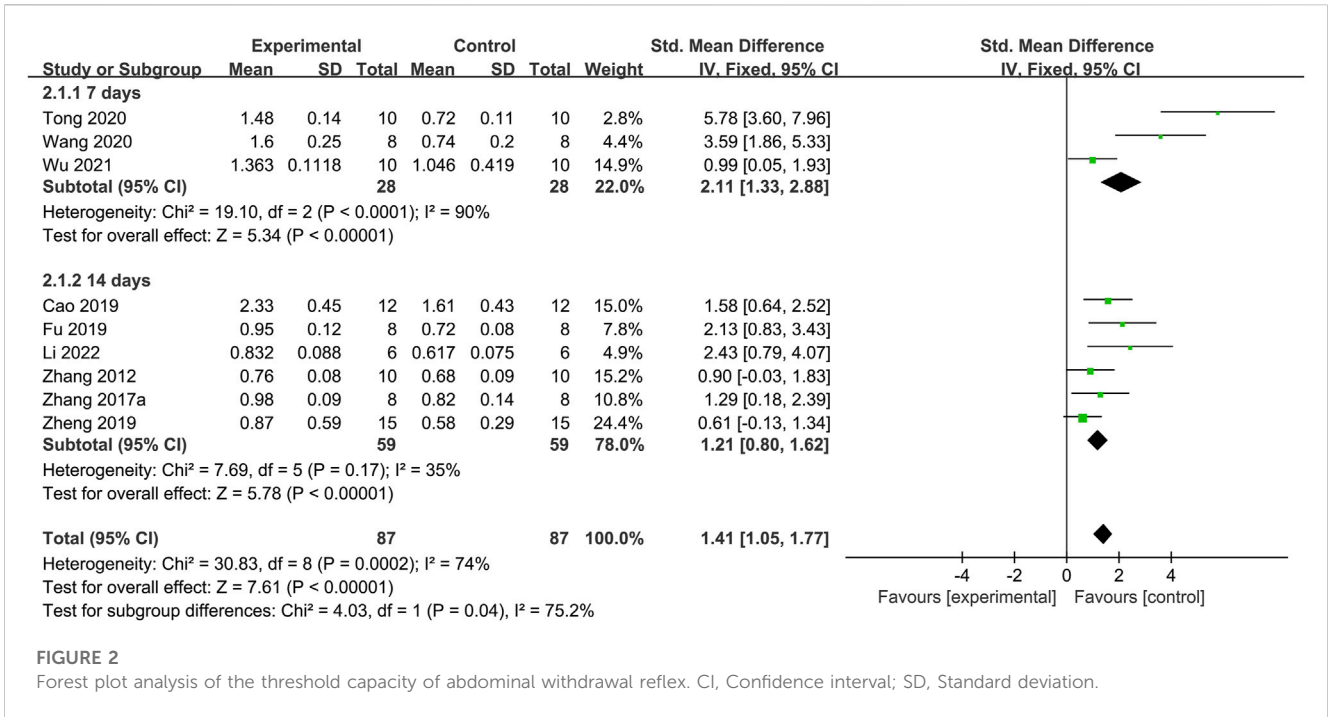 Experimental Control Std. Mean Difference Std. Mean Difference
Study or Subgroup Mean SD Total Mean SD Total Weight IV, Fixed, 95% CI IV, Fixed, 95% CI
2.1.1 7 days
Tong 2020 1.48 0.14 10 0.72 0.11 10 2.8% 5.78 [3.60, 7.96]
Wang 2020 1.6 0.25 8 0.74 0.2 8 4.4% 3.59 [1.86, 5.33]
Wu 2021 1.363 0.1118 10 1.046 0.419 10 14.9% 0.99 [0.05, 1.93]
Subtotal (95% CI) 28 28 22.0% 2.11 [1.33, 2.88]
Heterogeneity: Chi² = 19.10, df = 2 (P < 0.0001); I² = 90%
Test for overall effect: Z = 5.34 (P < 0.00001)
2.1.2 14 days
Cao 2019 2.33 0.45 12 1.61 0.43 12 15.0% 1.58 [0.64, 2.52]
Fu 2019 0.95 0.12 8 0.72 0.08 8 7.8% 2.13 [0.83, 3.43]
Li 2022 0.832 0.088 6 0.617 0.075 6 4.9% 2.43 [0.79, 4.07]
Zhang 2012 0.76 0.08 10 0.68 0.09 10 15.2% 0.90 [-0.03, 1.83]
Zhang 2017a 0.98 0.09 8 0.82 0.14 8 10.8% 1.29 [0.18, 2.39]
Zheng 2019 0.87 0.59 15 0.58 0.29 15 24.4% 0.61 [-0.13, 1.34]
Subtotal (95% CI) 59 59 78.0% 1.21 [0.80, 1.62]
Heterogeneity: Chi² = 7.69, df = 5 (P = 0.17); I² = 35%
Test for overall effect: Z = 5.78 (P < 0.00001)
Total (95% CI) 87 87 100.0% 1.41 [1.05, 1.77]
Heterogeneity: Chi² = 30.83, df = 8 (P = 0.0002); I² = 74%
-4 -2 0 2 4
Test for overall effect: Z = 7.61 (P < 0.00001)
Favours [experimental] Favours [control]
Test for subgroup differences: Chi² = 4.03, df = 1 (P = 0.04), I² = 75.2%
FIGURE 2
Forest plot analysis of the threshold capacity of abdominal withdrawal reflex. CI, Confidence interval; SD, Standard deviation.